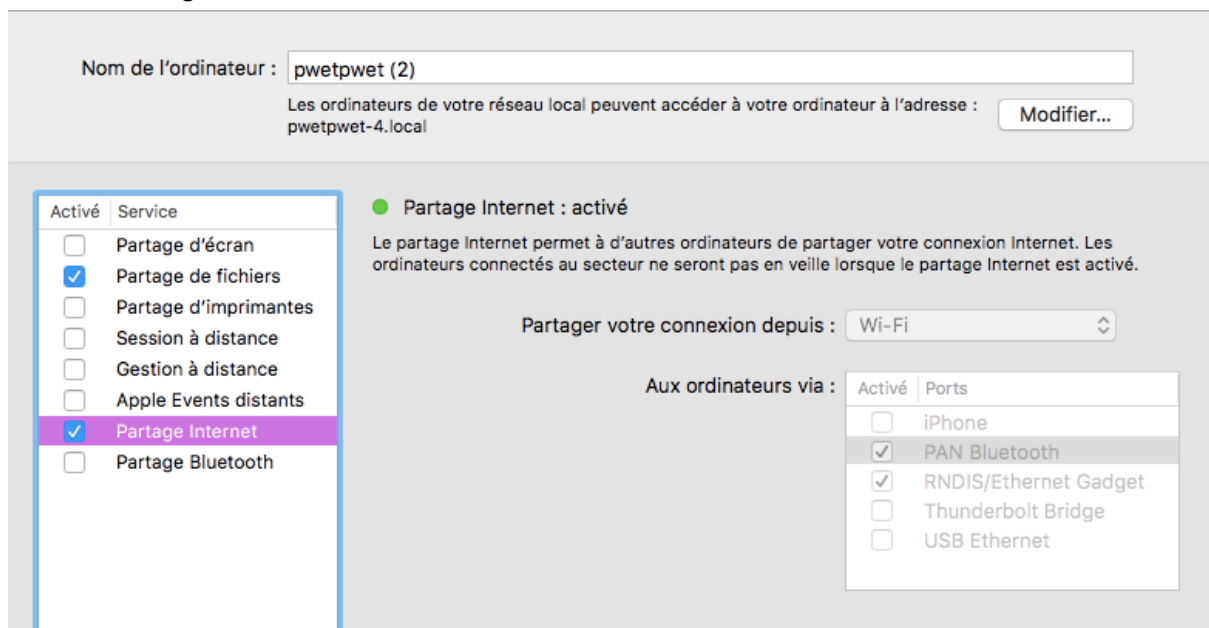 Nom de l'ordinateur : pwetpwet (2)
Les ordinateurs de votre réseau local peuvent accéder à votre ordinateur à l'adresse :
pwetpwet-4.local
Modifier...
Activé Service
Partage d'écran
Partage de fichiers
Partage d'imprimantes
Session à distance
Gestion à distance
Apple Events distants
Partage Internet
Partage Bluetooth
Partage Internet : activé
Le partage Internet permet à d'autres ordinateurs de partager votre connexion Internet. Les
ordinateurs connectés au secteur ne seront pas en veille lorsque le partage Internet est activé.
Partager votre connexion depuis : Wi-Fi
Aux ordinateurs via :
Activé Ports
iPhone
PAN Bluetooth
RNDIS/Ethernet Gadget
Thunderbolt Bridge
USB Ethernet